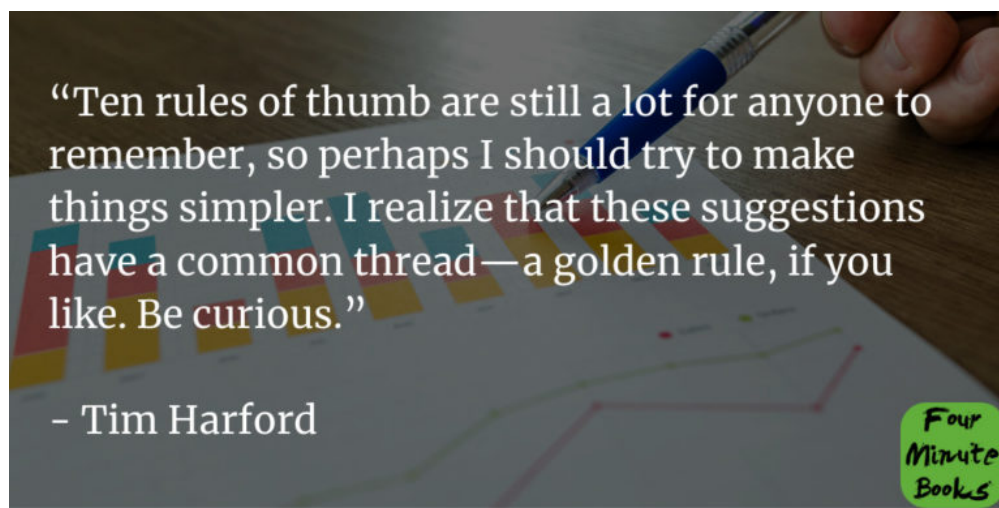 “Ten rules of thumb are still a lot for anyone to
remember, so perhaps I should try to make
things simpler. I realize that these suggestions
have a common thread—a golden rule, if you
like. Be curious.”
- Tim Harford
Four
Minute
Books